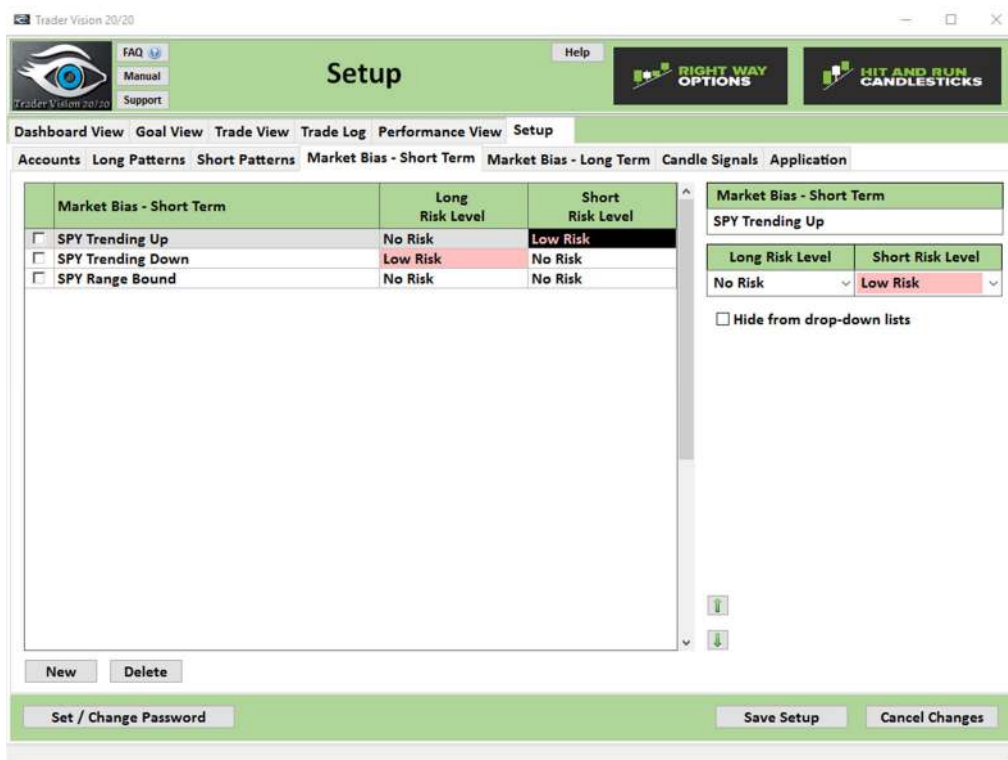 Trader Vision 20/20
FAQ
Manual
Support
Trader Vision 20/20
Setup
Help
RIGHT WAY
OPTIONS
HIT AND RUN
CANDLESTICKS
Dashboard View Goal View Trade View Trade Log Performance View Setup
Accounts Long Patterns Short Patterns Market Bias - Short Term Market Bias - Long Term Candle Signals Application
Market Bias - Short Term
Long
Risk Level
Short
Risk Level
SPY Trending Up No Risk Low Risk
SPY Trending Down Low Risk No Risk
SPY Range Bound No Risk No Risk
Market Bias - Short Term
SPY Trending Up
Long Risk Level Short Risk Level
No Risk Low Risk
Hide from drop-down lists
New Delete
Set / Change Password Save Setup Cancel Changes